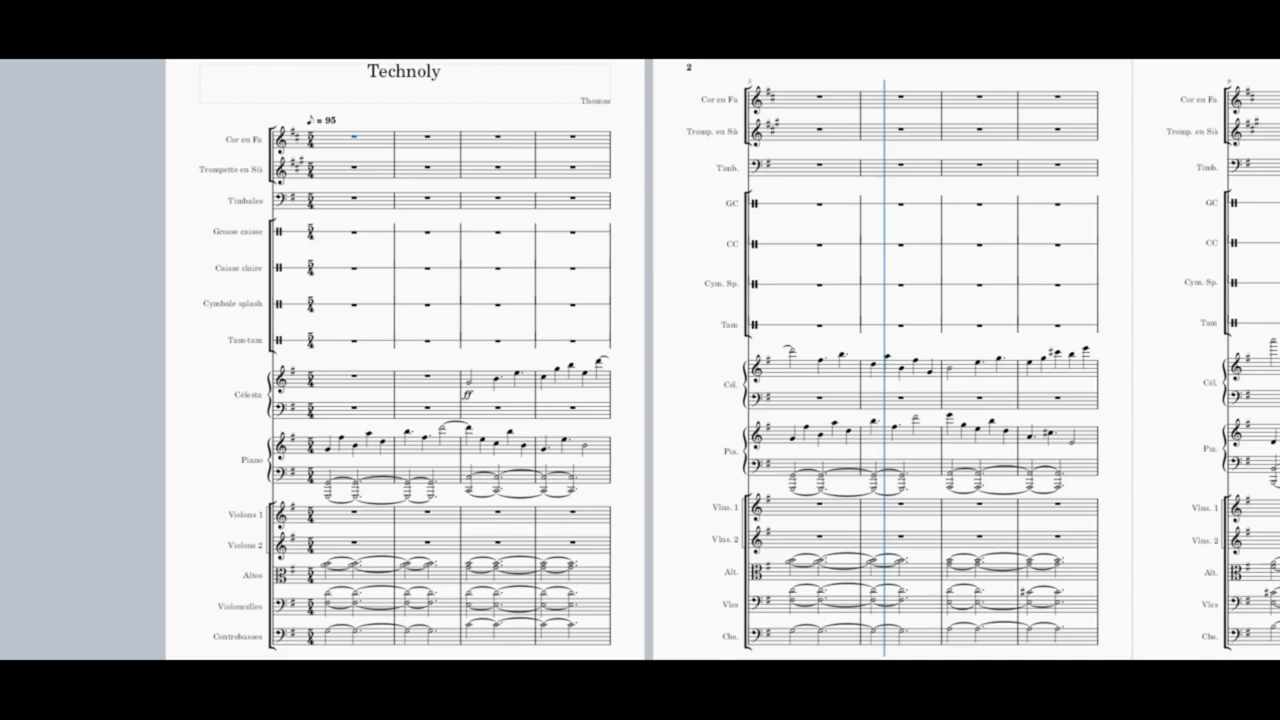 Technoly
Thomas
♪ = 95
Cor en Fa
Trompette en Si♭
Timbales
Grosse caisse
Caisse claire
Cymbale splash
Tam-tam
Célesta
ff
Piano
Violons 1
Violons 2
Altos
Violoncelles
Contrebasses
2
5
Cor en Fa
Tromp. en Si♭
Timb.
GC
CC
Cym. Sp.
Tam
Cél.
Pia.
Vlns. 1
Vlns. 2
Alt.
Vlcs
Cbs.
9
Cor en Fa
Tromp. en Si♭
Timb.
GC
CC
Cym. Sp.
Tam
Cél.
Pia.
Vlns. 1
Vlns. 2
Alt.
Vlcs
Cbs.